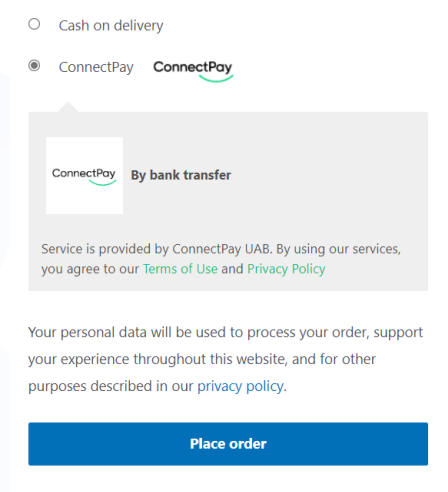 Cash on delivery
ConnectPay ConnectPay
ConnectPay By bank transfer
Service is provided by ConnectPay UAB. By using our services,
you agree to our Terms of Use and Privacy Policy
Your personal data will be used to process your order, support
your experience throughout this website, and for other
purposes described in our privacy policy.
Place order